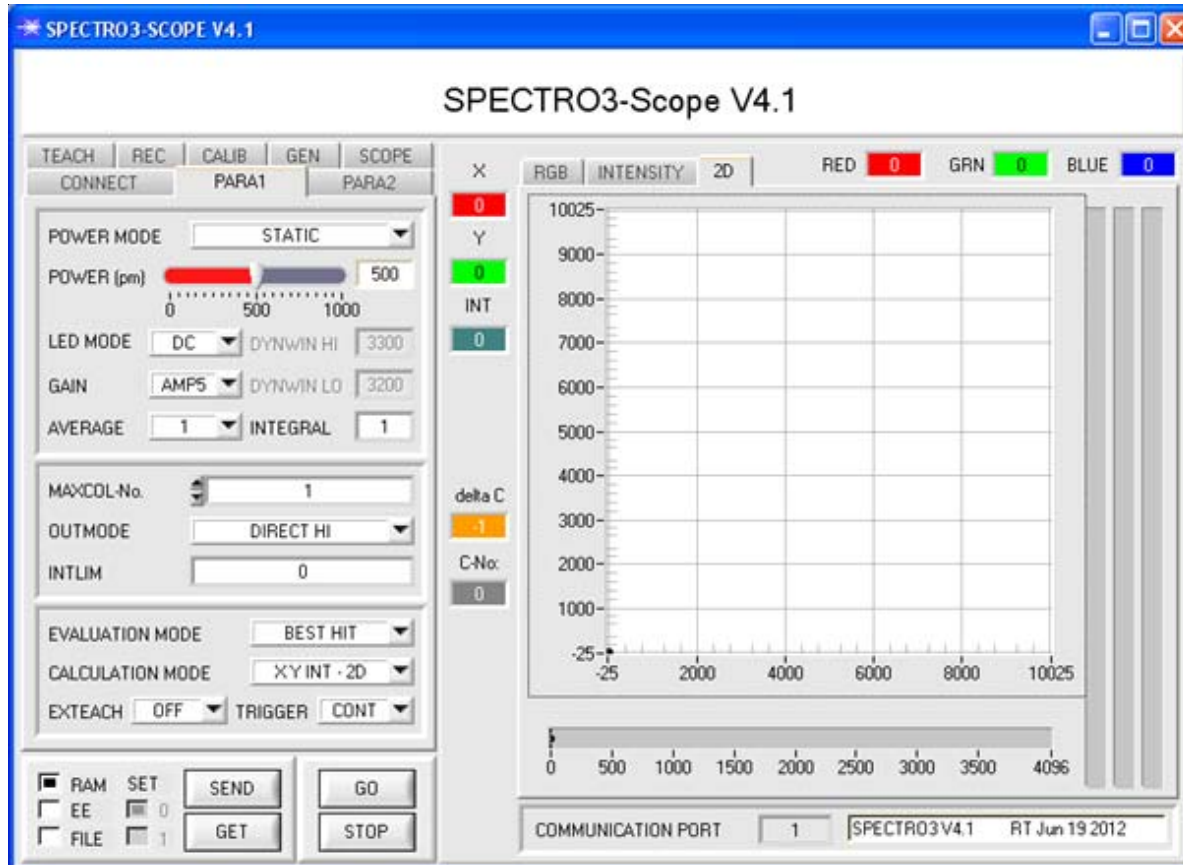 SPECTRO3-SCOPE V4.1
SPECTRO3-Scope V4.1
TEACH REC CALIB GEN SCOPE
CONNECT PARA1 PARA2
POWER MODE STATIC
POWER (pm) 500
0 500 1000
LED MODE DC DYNWIN HI 3300
GAIN AMP5 DYNWIN LO 3200
AVERAGE 1 INTEGRAL 1
MAXCOL-No. 1
OUTMODE DIRECT HI
INTLIM 0
EVALUATION MODE BEST HIT
CALCULATION MODE X Y INT - 2D
EXTEACH OFF TRIGGER CONT
RAM SET SEND GO
EE 0
FILE 1 GET STOP
X
0
Y
0
INT
0
delta C
-1
C-No:
0
RGB INTENSITY 2D RED 0 GRN 0 BLUE 0
10025
9000
8000
7000
6000
5000
4000
3000
2000
1000
-25
-25 2000 4000 6000 8000 10025
0 500 1000 1500 2000 2500 3000 3500 4096
COMMUNICATION PORT 1 SPECTRO3 V4.1 RT Jun 19 2012